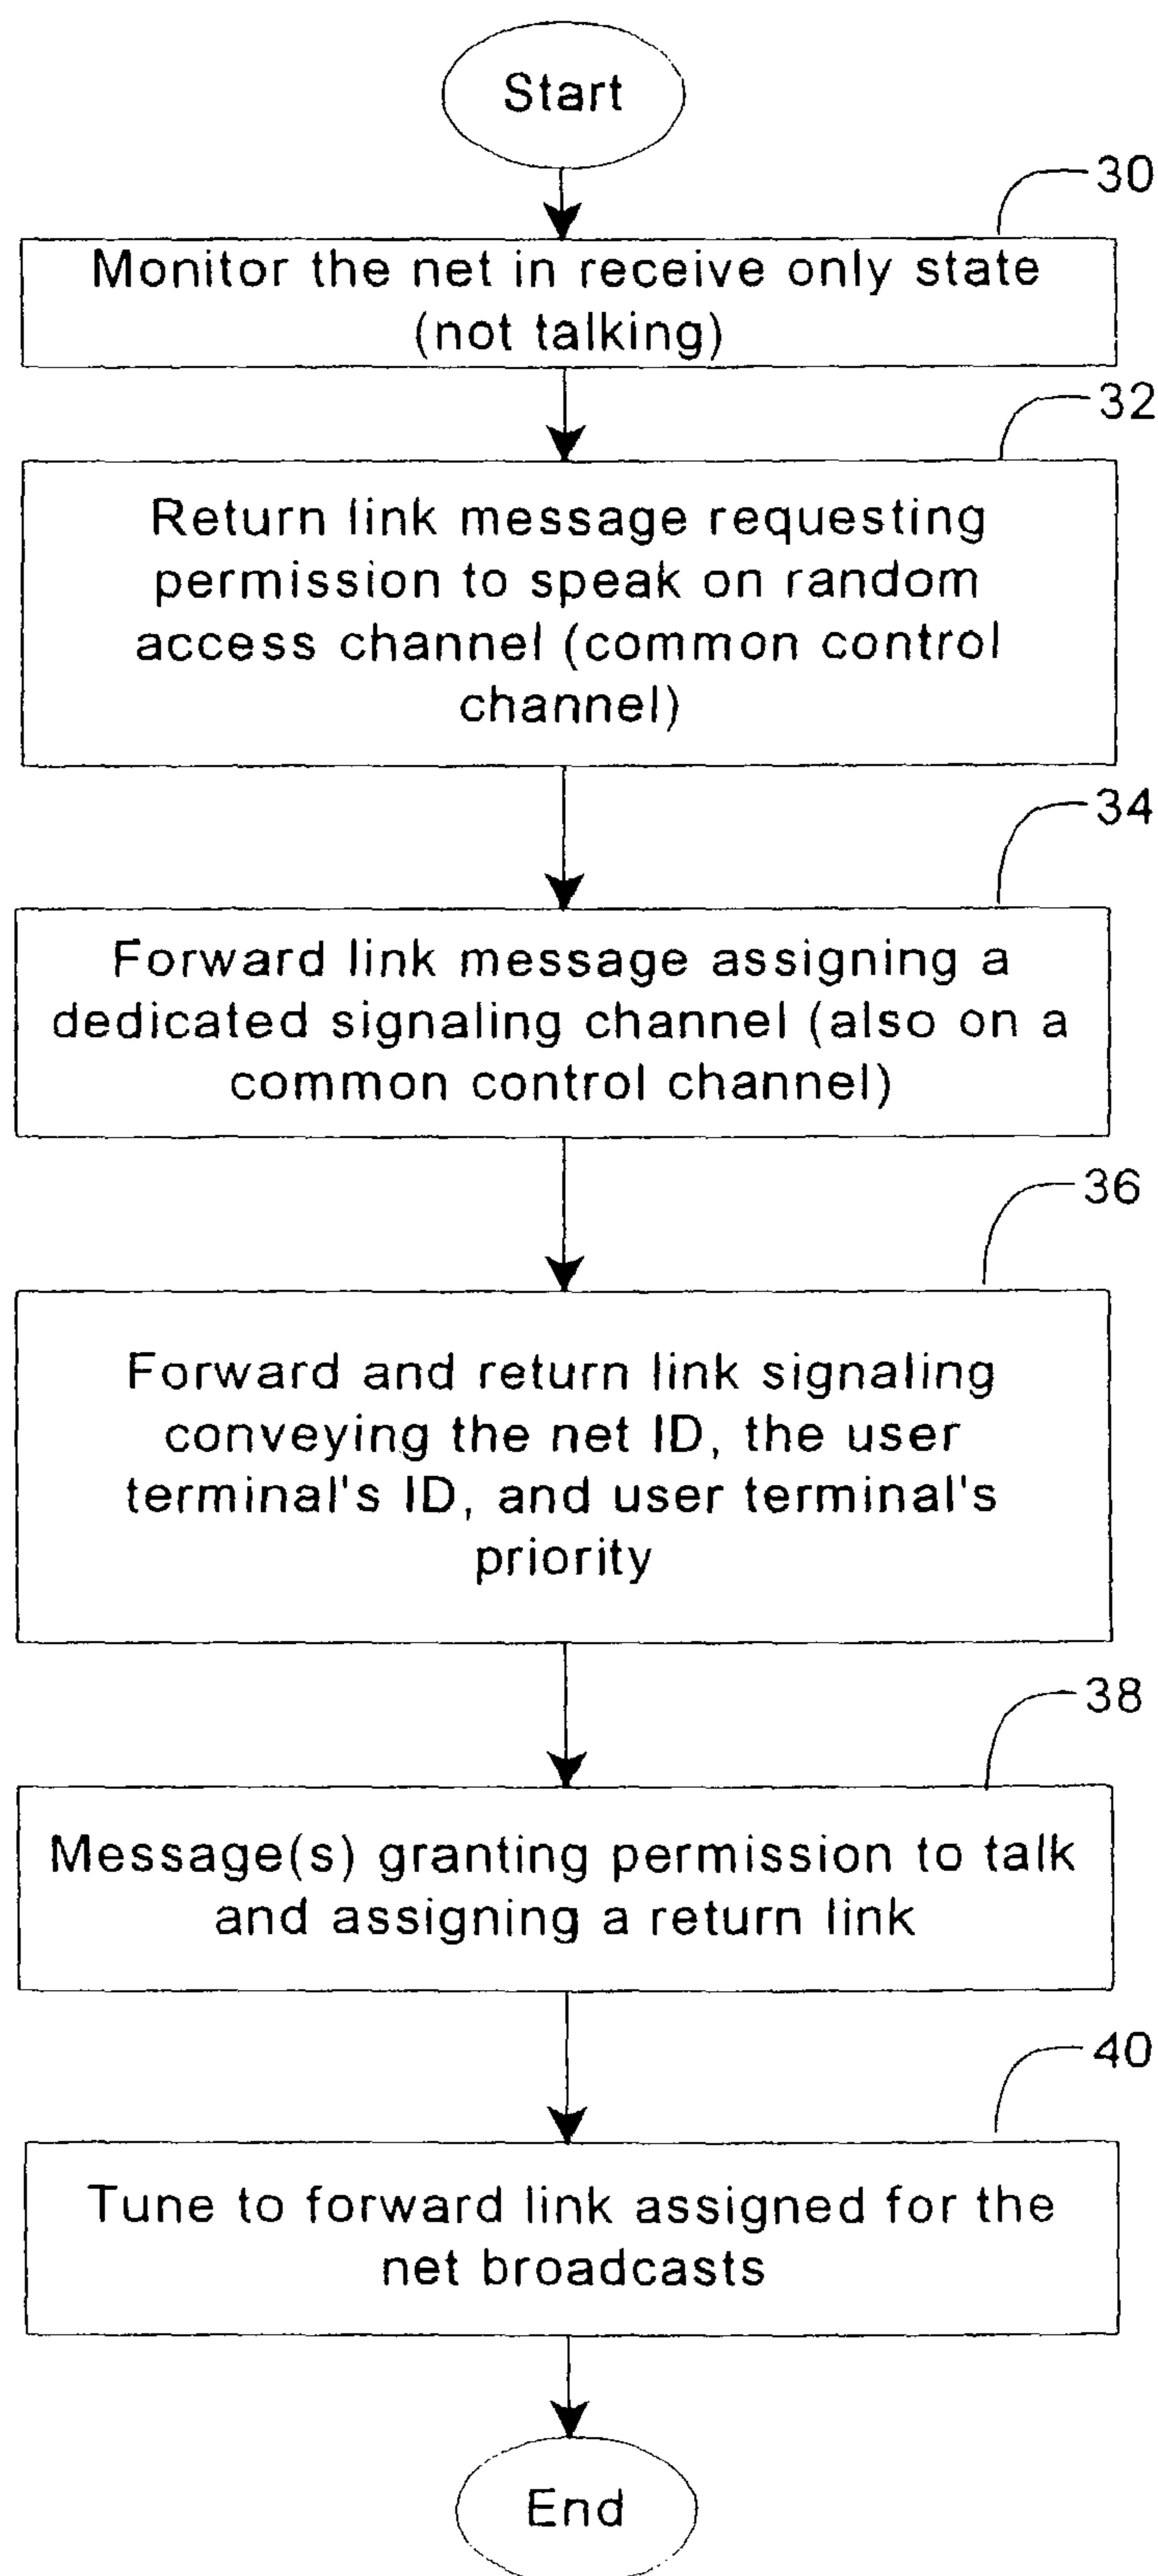 Start
30
Monitor the net in receive only state
(not talking)
32
Return link message requesting
permission to speak on random
access channel (common control
channel)
34
Forward link message assigning a
dedicated signaling channel (also on a
common control channel)
36
Forward and return link signaling
conveying the net ID, the user
terminal's ID, and user terminal's
priority
38
Message(s) granting permission to talk
and assigning a return link
40
Tune to forward link assigned for the
net broadcasts
End